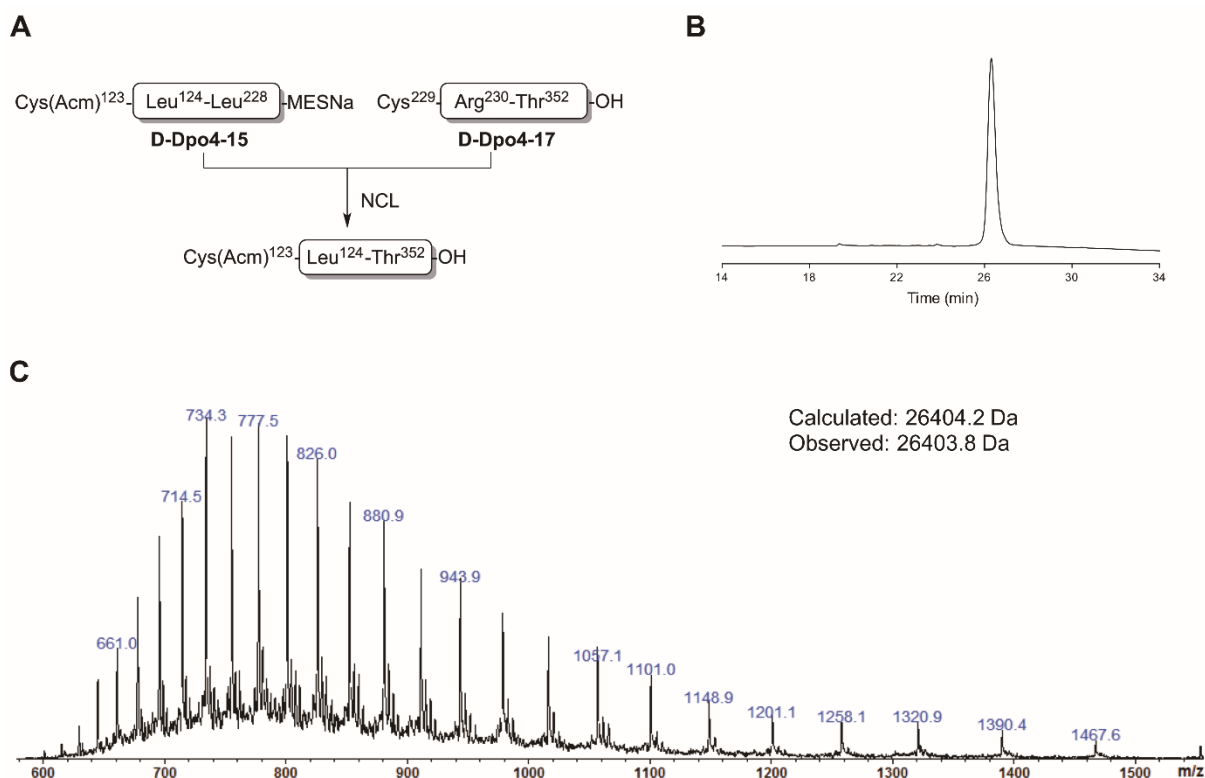 A
Cys(Acm)¹²³-Leu¹²⁴-Leu²²⁸-MESNa
Cys²²⁹-Arg²³⁰-Thr³⁵²-OH
D-Dpo4-15
D-Dpo4-17
NCL
Cys(Acm)¹²³-Leu¹²⁴-Thr³⁵²-OH
B
14 18 22 26 30 34
Time (min)
C
Calculated: 26404.2 Da
Observed: 26403.8 Da
661.0 714.5 734.3 777.5 826.0 880.9 943.9 1057.1 1101.0 1148.9 1201.1 1258.1 1320.9 1390.4 1467.6
600 700 800 900 1000 1100 1200 1300 1400 1500 m/z